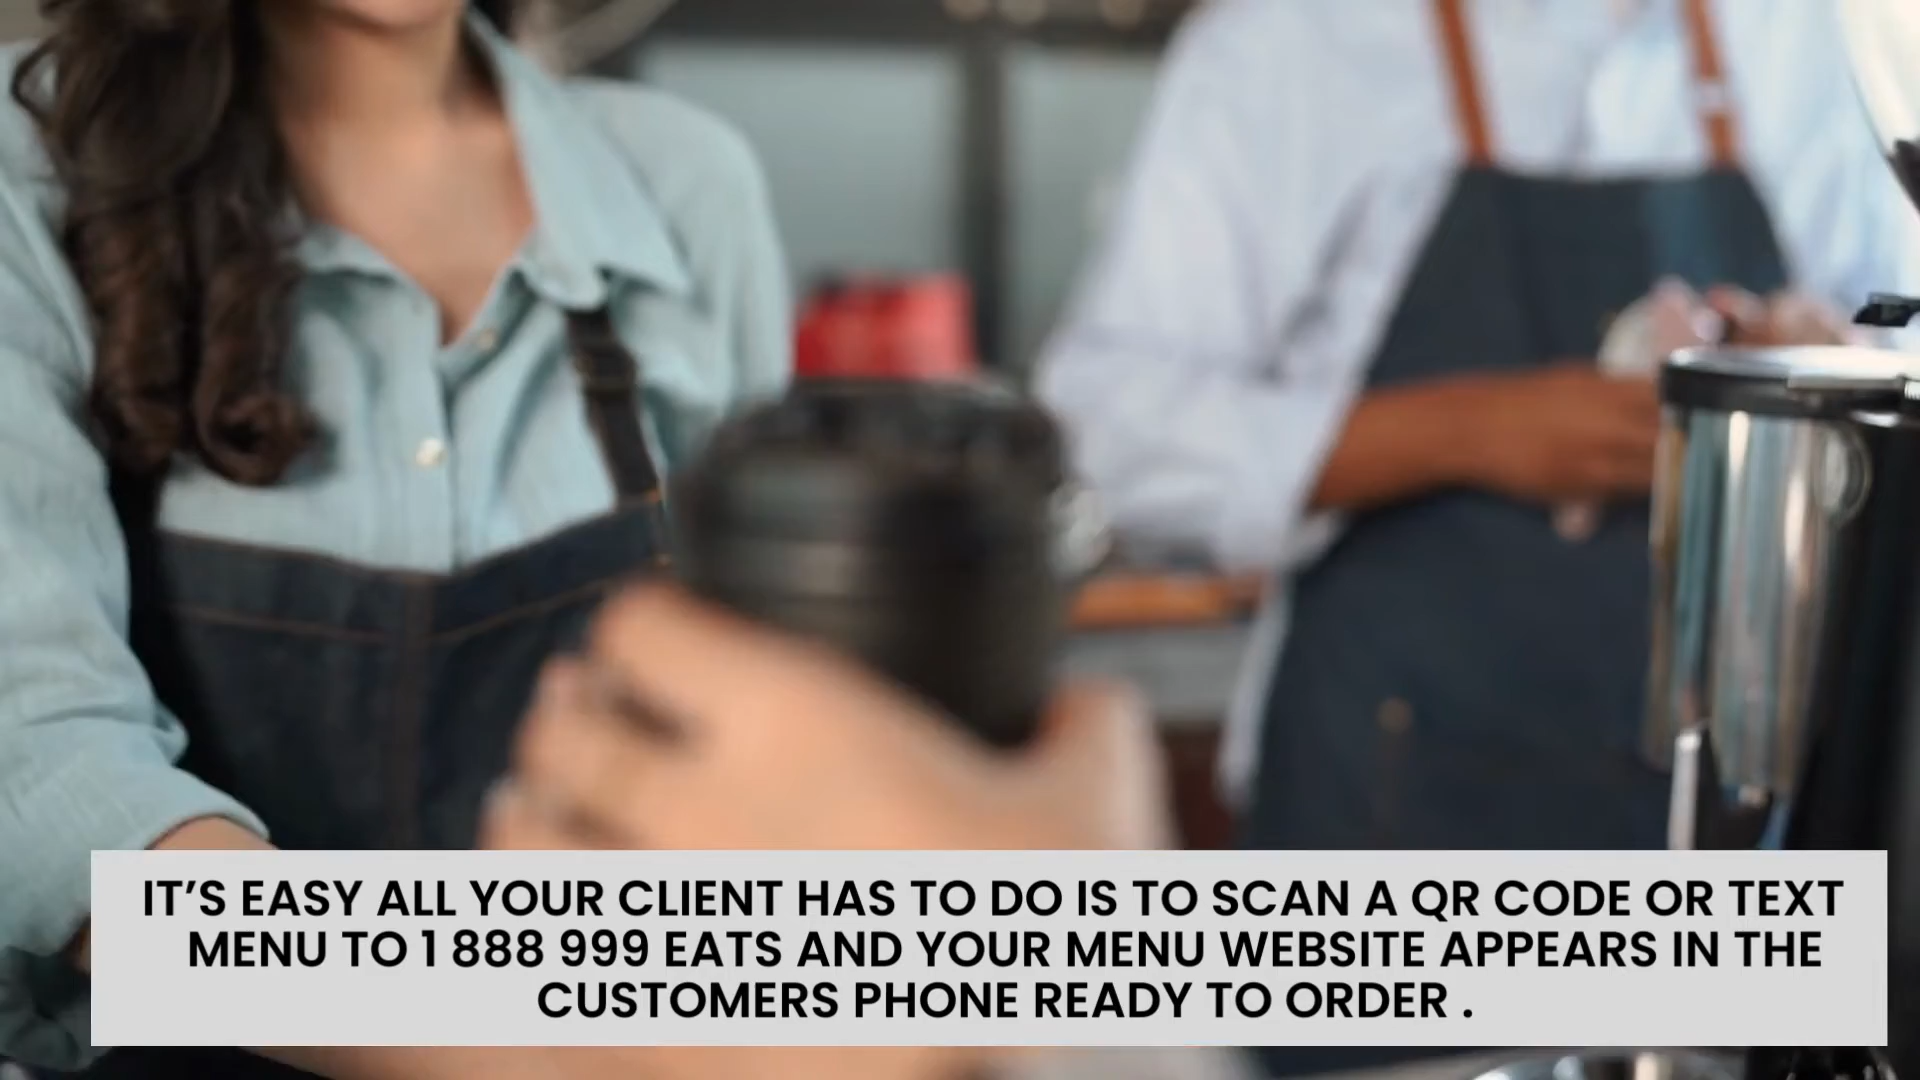 IT’S EASY ALL YOUR CLIENT HAS TO DO IS TO SCAN A QR CODE OR TEXT
MENU TO 1 888 999 EATS AND YOUR MENU WEBSITE APPEARS IN THE
CUSTOMERS PHONE READY TO ORDER .